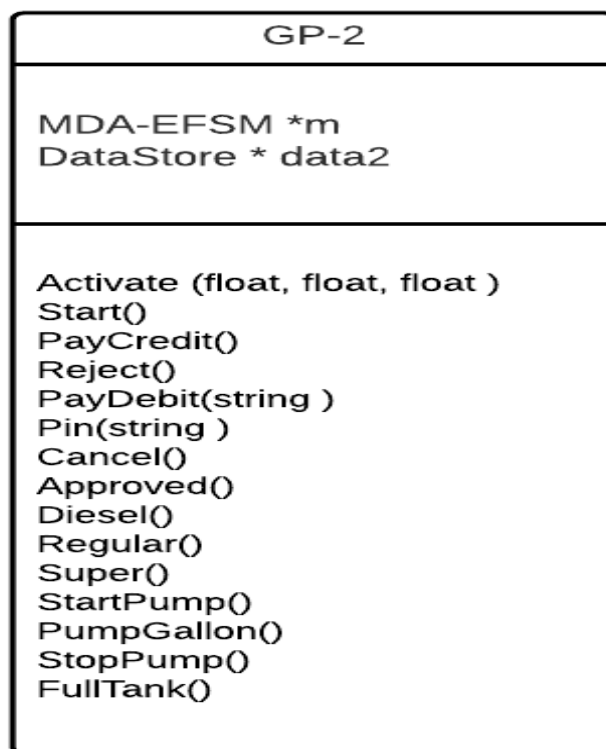 GP-2
MDA-EFSM *m
DataStore * data2
Activate (float, float, float )
Start()
PayCredit()
Reject()
PayDebit(string )
Pin(string )
Cancel()
Approved()
Diesel()
Regular()
Super()
StartPump()
PumpGallon()
StopPump()
FullTank()